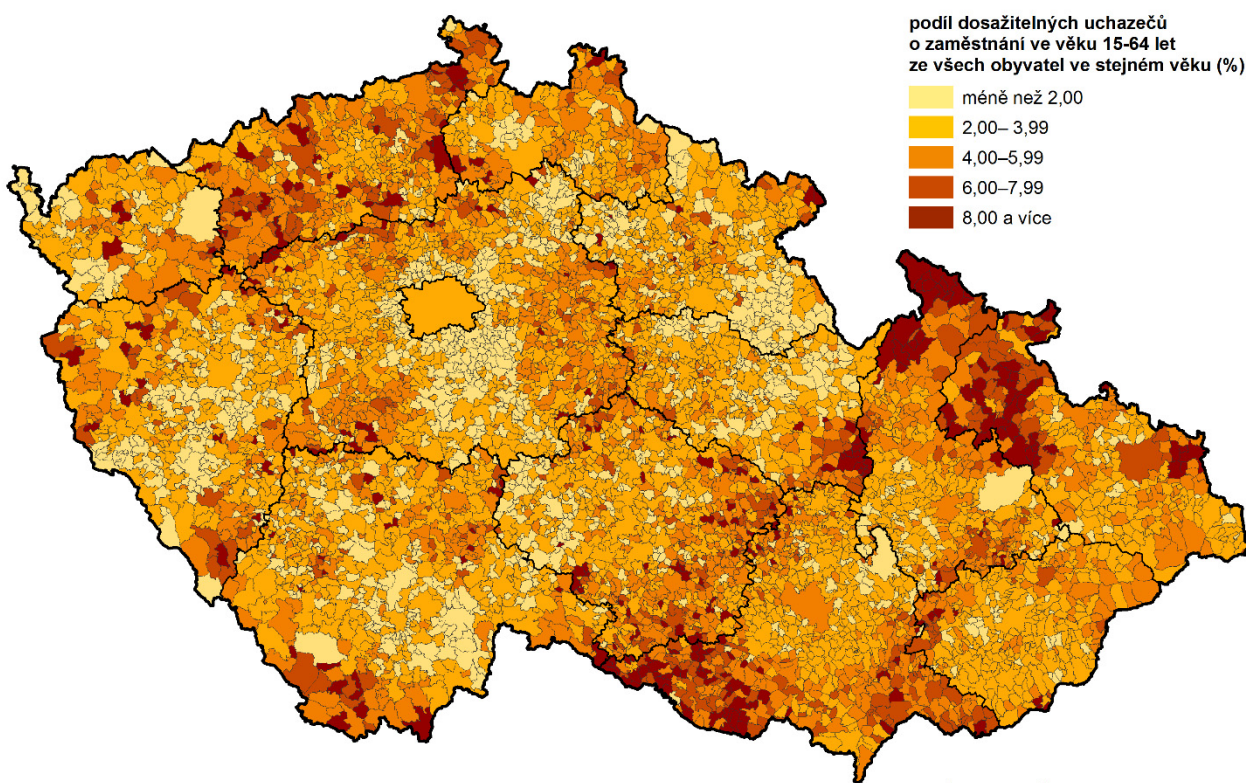 podíl dosažitelných uchazečů
o zaměstnání ve věku 15-64 let
ze všech obyvatel ve stejném věku (%)
méně než 2,00
2,00– 3,99
4,00–5,99
6,00–7,99
8,00 a více